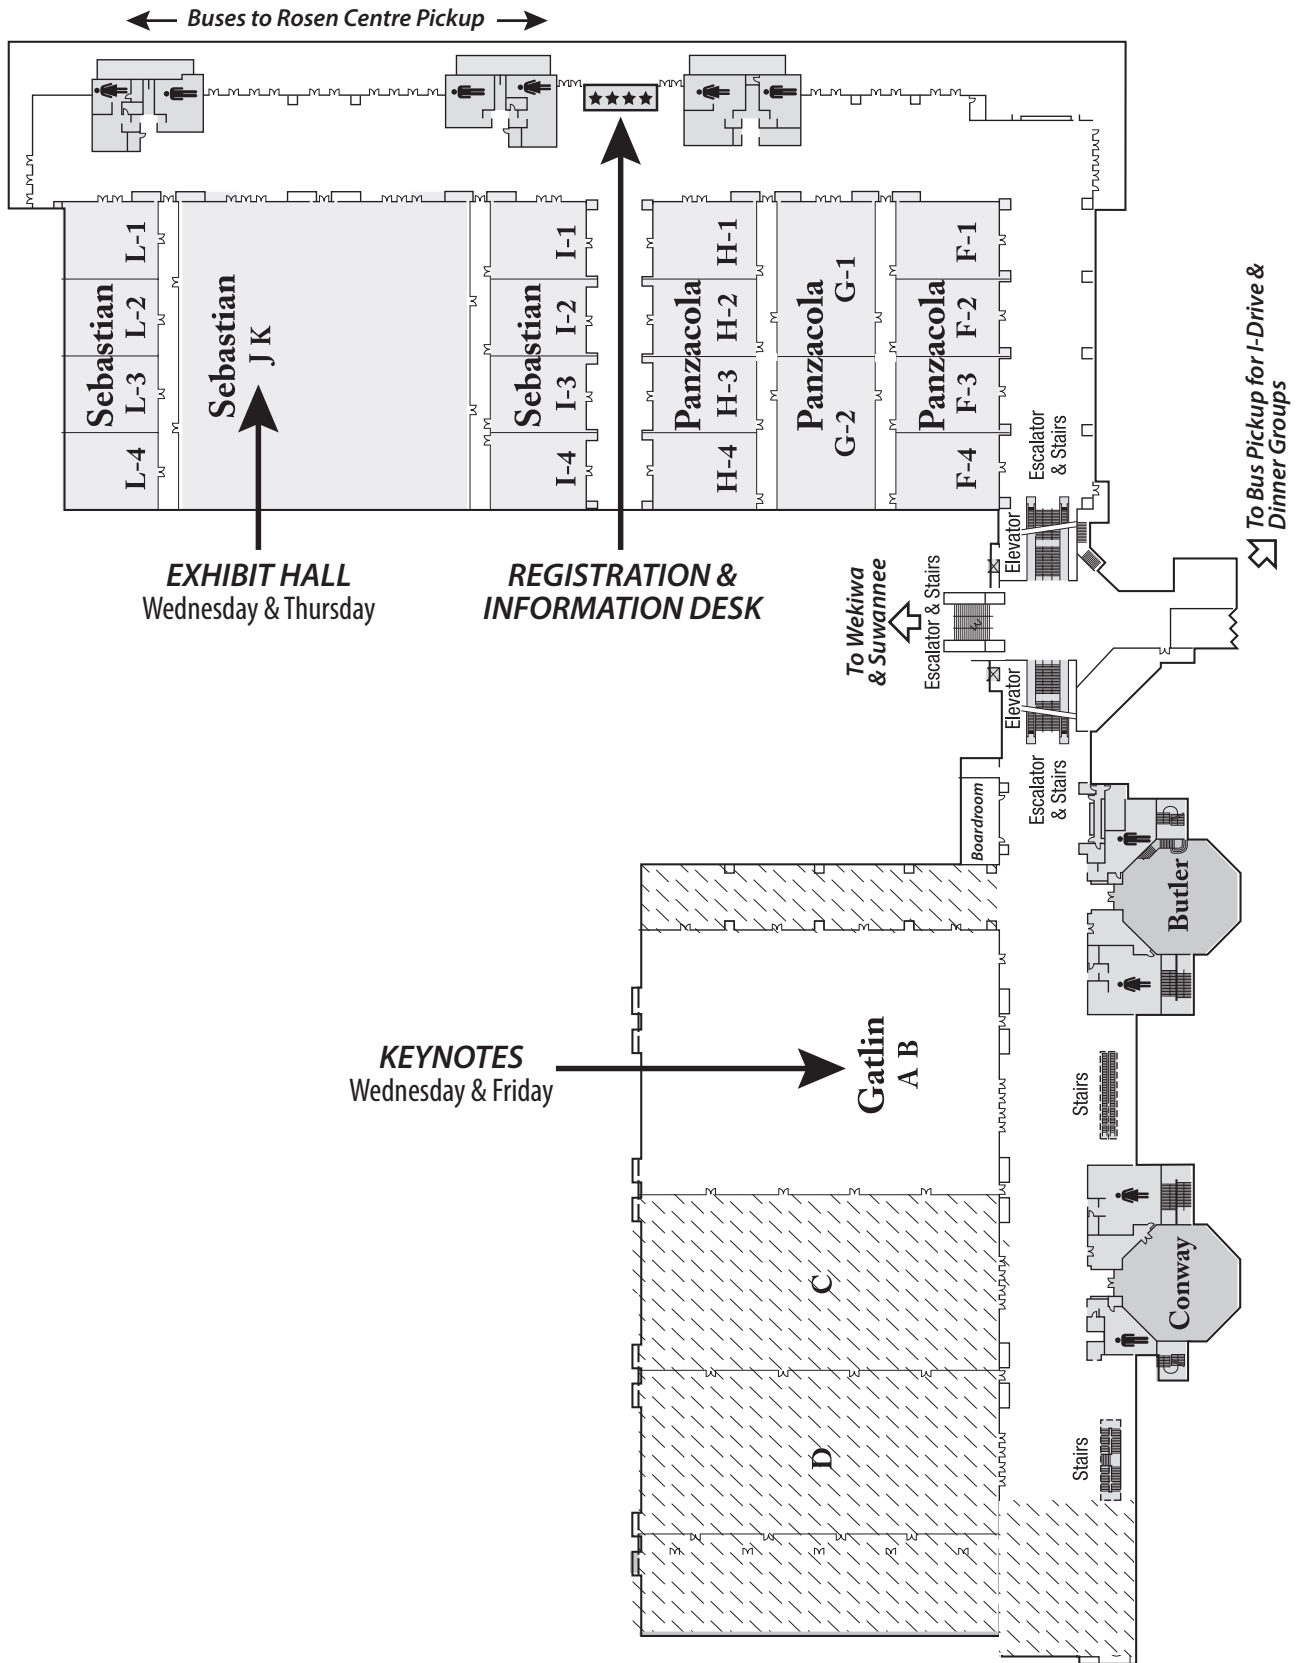 Buses to Rosen Centre Pickup
Sebastian
L-4 L-3 L-2 L-1
Sebastian
J K
Sebastian
I-4 I-3 I-2 I-1
Panzacola
H-4 H-3 H-2 H-1
Panzacola
G-2 G-1
Panzacola
F-4 F-3 F-2 F-1
EXHIBIT HALL
Wednesday & Thursday
REGISTRATION &
INFORMATION DESK
To Wekiwa
& Suwannee
Escalator & Stairs
Elevator
Escalator
& Stairs
To Bus Pickup for I-Drive &
Dinner Groups
Elevator
Escalator
& Stairs
Boardroom
Butler
KEYNOTES
Wednesday & Friday
Gatlin
A B
Stairs
C
Conway
D
Stairs